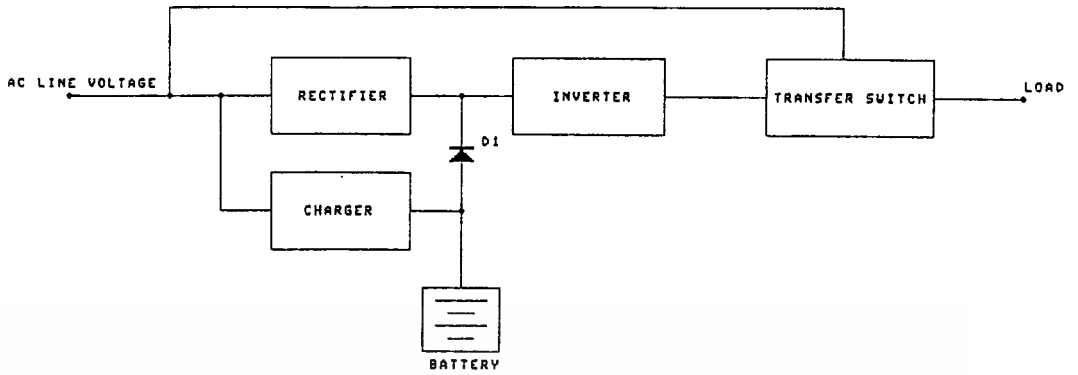 AC LINE VOLTAGE
RECTIFIER
INVERTER
TRANSFER SWITCH
LOAD
D1
CHARGER
BATTERY